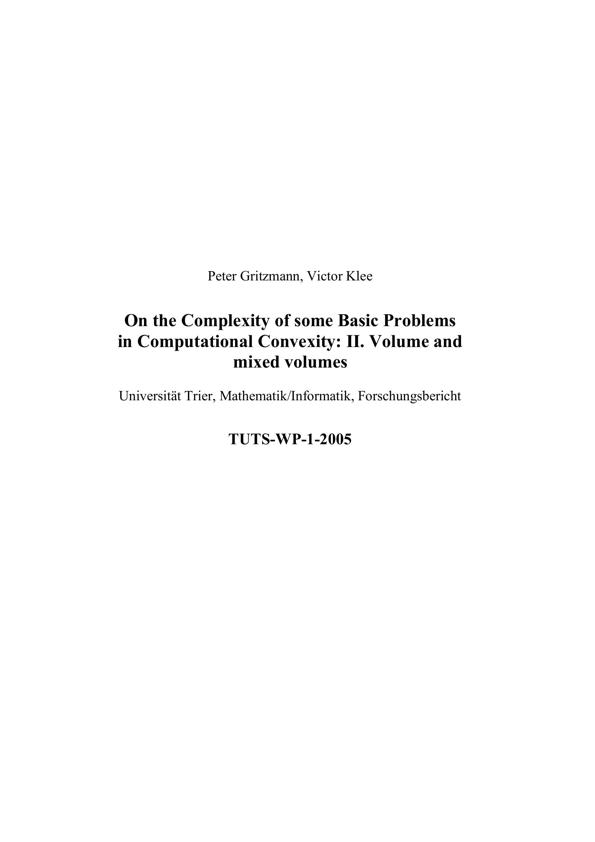 Peter Gritzmann, Victor Klee
On the Complexity of some Basic Problems
in Computational Convexity: II. Volume and
mixed volumes
Universität Trier, Mathematik/Informatik, Forschungsbericht
TUTS-WP-1-2005